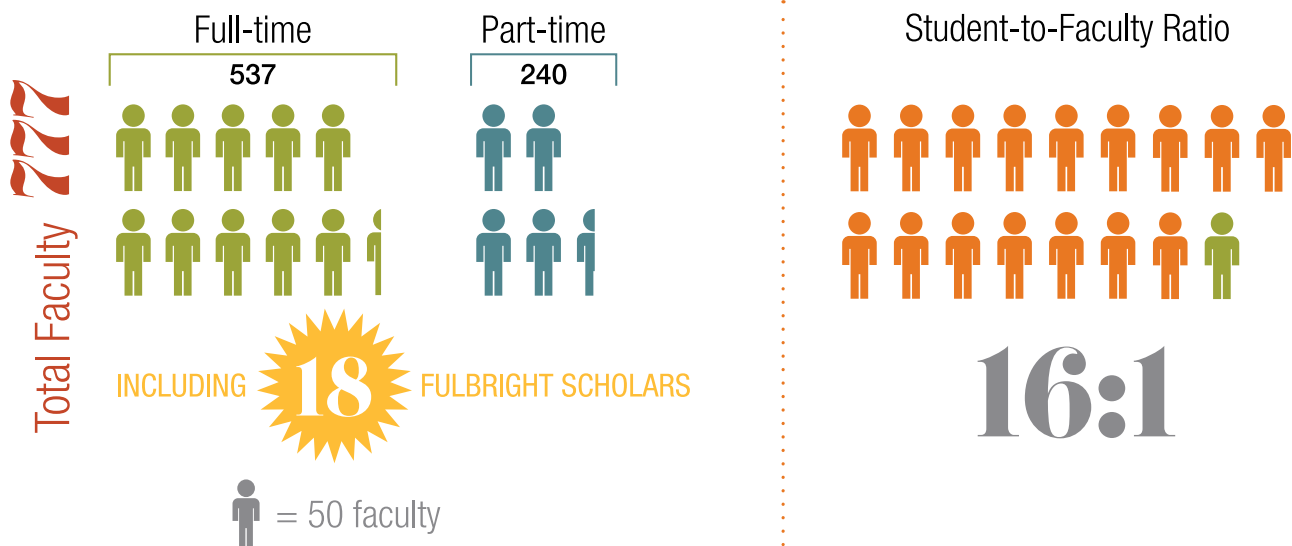 Total Faculty 777
Full-time
537
Part-time
240
INCLUDING 18 FULBRIGHT SCHOLARS
= 50 faculty
Student-to-Faculty Ratio
16:1